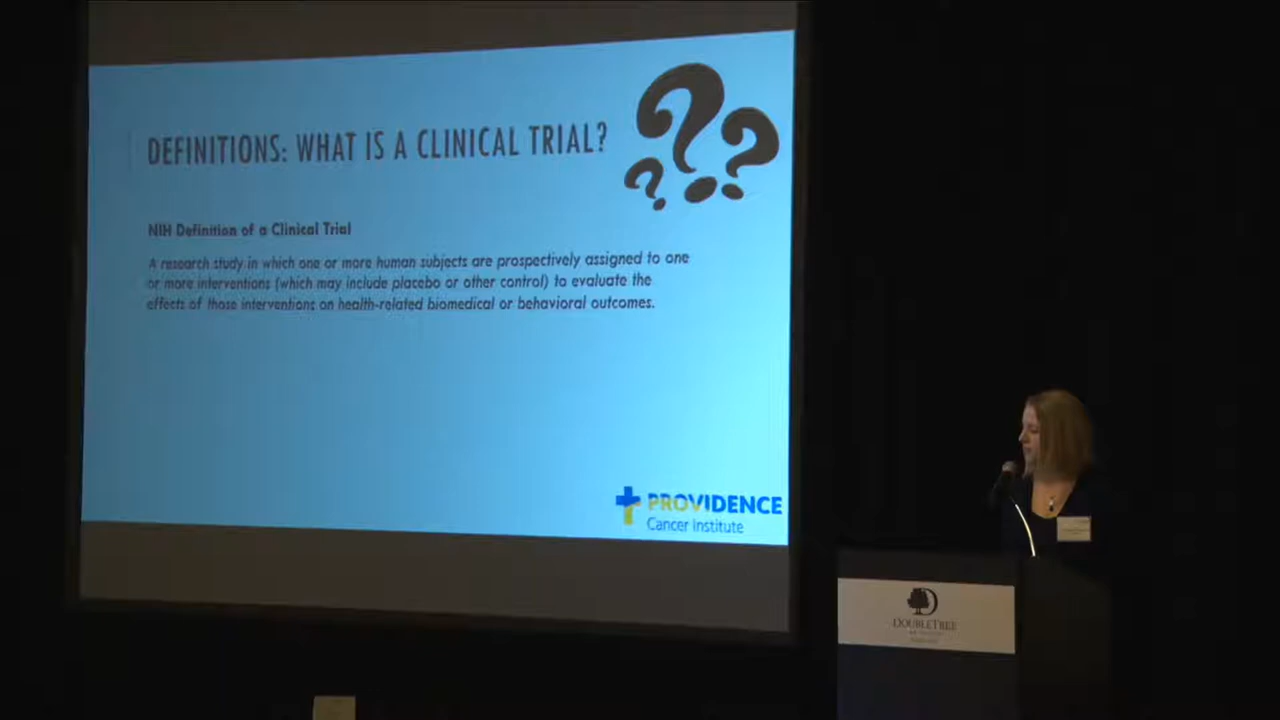 DEFINITIONS: WHAT IS A CLINICAL TRIAL?
NIH Definition of a Clinical Trial
A research study in which one or more human subjects are prospectively assigned to one
or more interventions (which may include placebo or other control) to evaluate the
effects of those interventions on health-related biomedical or behavioral outcomes.
PROVIDENCE
Cancer Institute
DOUBLETREE